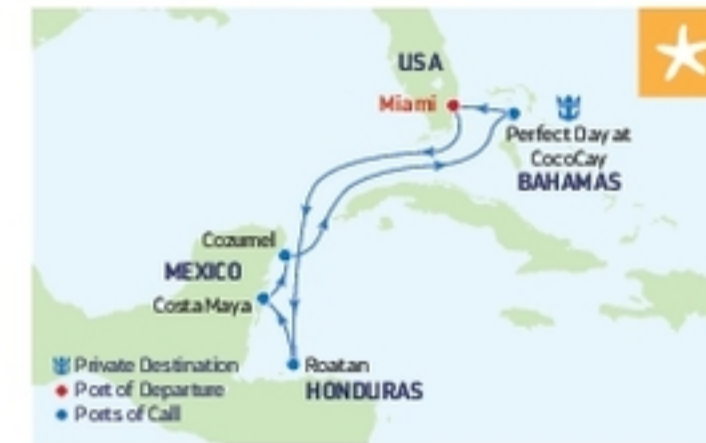 USA
Miami
Perfect Day at
CocoCay
BAHAMAS
Cozumel
MEXICO
Costa Maya
Roatan
HONDURAS
Private Destination
Port of Departure
Ports of Call